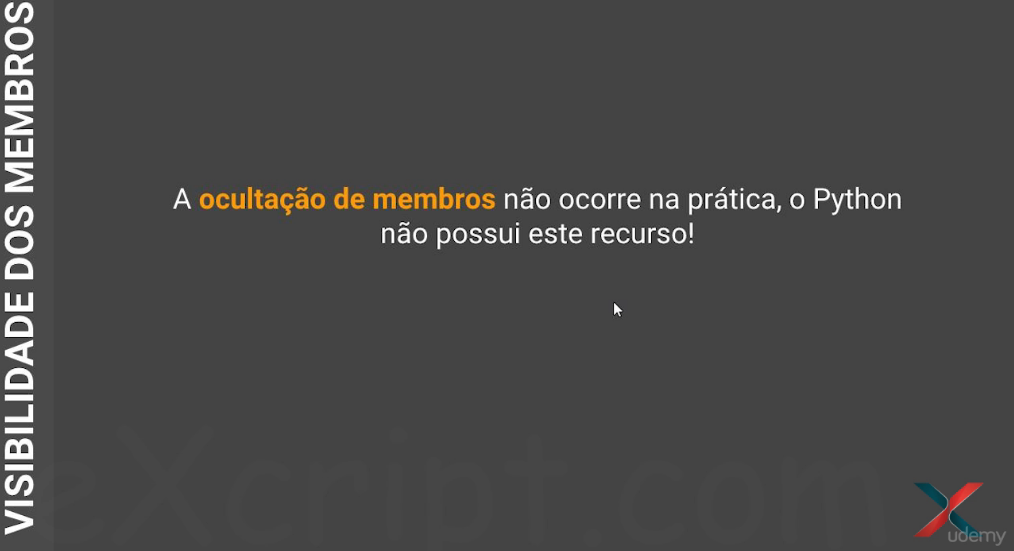 VISIBILIDADE DOS MEMBROS
A ocultação de membros não ocorre na prática, o Python
não possui este recurso!
eXcript.com
udemy